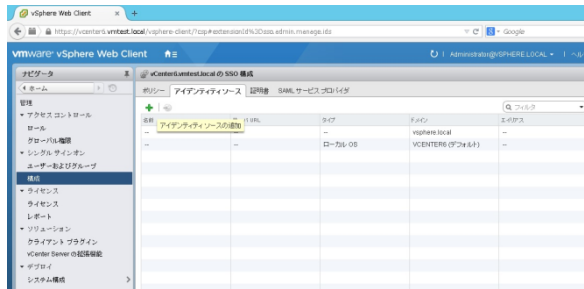 vSphere Web Client
https://vcenter6.vmtest.local/vsphere-client/?csp#extensionId%3Dsso.admin.manage.ids
Google
vmware® vSphere Web Client
Administrator@VSPHERE.LOCAL
ナビゲータ
vCenter6.vmtest.local の SSO 構成
ホーム
ポリシー アイデンティティ ソース 証明書 SAML サービス プロバイダ
管理
アクセス コントロール
フィルタ
ロール
名前 URL タイプ ドメイン エイリアス
アイデンティティ ソースの追加
グローバル権限
-- -- vsphere.local --
シングル サインオン
-- -- ローカル OS VCENTER6 (デフォルト) --
ユーザーおよびグループ
構成
ライセンス
ライセンス
レポート
ソリューション
クライアント プラグイン
vCenter Server の拡張機能
デプロイ
システム構成